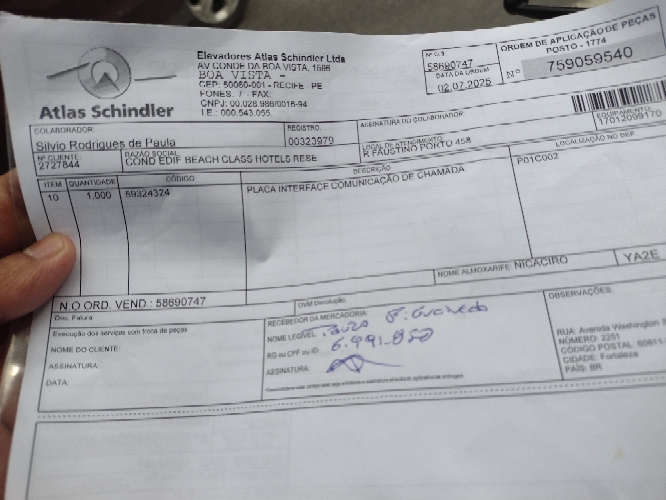 Atlas Schindler
Elevadores Atlas Schindler Ltda
AV CONDE DA BOA VISTA, 1596
BOA VISTA -
CEP: 50060-001 - RECIFE PE
FONES: / - FAX:
CNPJ: 00.028.986/0016-94
I.E.: 000.543.055.
Nº O.S.
58690747
DATA DA ORDEM
02.07.2025
ORDEM DE APLICAÇÃO DE PEÇAS
POSTO - 1774
Nº 759059540
COLABORADOR:
Silvio Rodrigues de Paula
REGISTRO:
00323979
ASSINATURA DO COLABORADOR:
EQUIPAMENTO
17012099170
Nº CLIENTE:
2727844
RAZÃO SOCIAL
COND EDIF BEACH CLASS HOTELS RESE
LOCAL DE ATENDIMENTO:
R FAUSTINO PORTO 458
ITEM QUANTIDADE CÓDIGO DESCRIÇÃO LOCALIZAÇÃO NO DEP
10 1,000 59324324 PLACA INTERFACE COMUNICAÇÃO DE CHAMADA P01C002
NOME ALMOXARIFE: NICACIRO YA2E
N.O ORD. VEND.: 58690747
OVM Devolução
Doc. Fatura
Execução dos serviços com troca de peças
NOME DO CLIENTE:
ASSINATURA:
DATA:
RECEBEDOR DA MERCADORIA
NOME LEGÍVEL:
RG ou CPF ou ID: 6.991.850
ASSINATURA:
OBSERVAÇÕES:
RUA: Avenida Washington S
NÚMERO: 2251
CÓDIGO POSTAL: 60811-
CIDADE: Fortaleza
PAÍS: BR